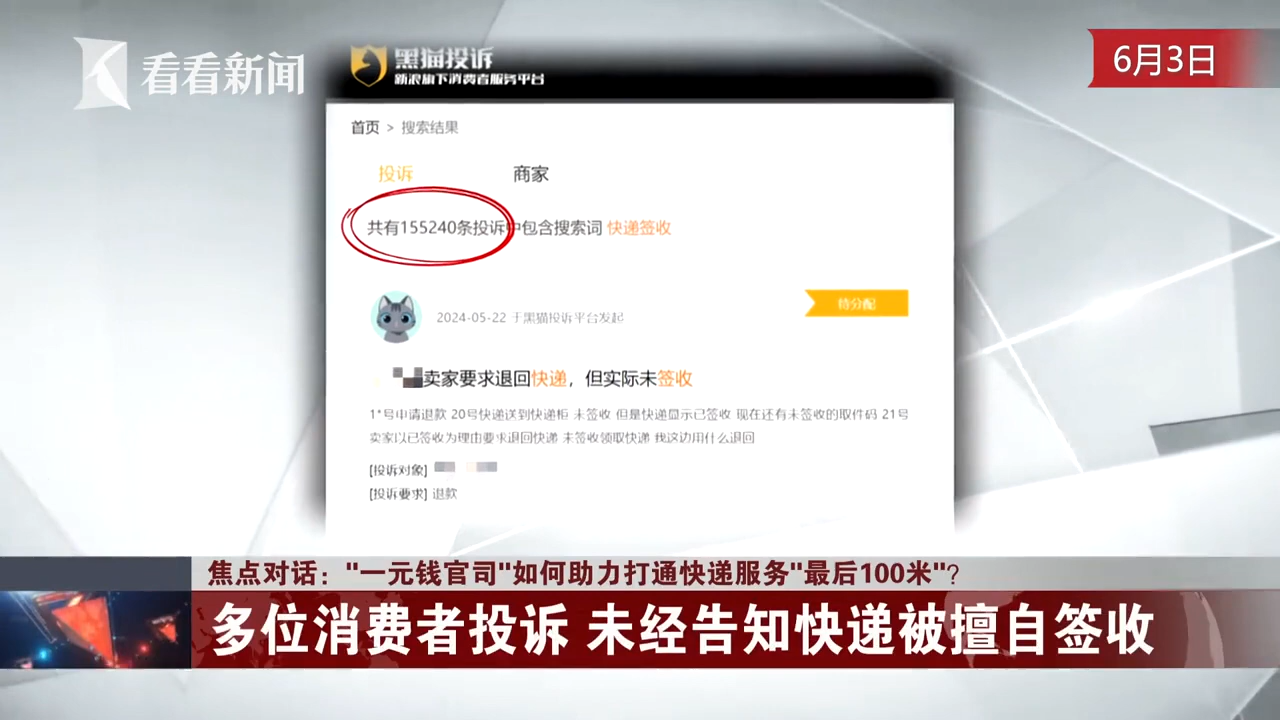 看看新闻
黑猫投诉
新浪旗下消费者服务平台
6月3日
首页 > 搜索结果
投诉 商家
共有155240条投诉中包含搜索词 快递签收
2024-05-22 于黑猫投诉平台发起
待分配
卖家要求退回快递，但实际未签收
1*号申请退款 20号快递送到快递柜 未签收 但是快递显示已签收 现在还有未签收的取件码 21号
卖家以已签收为理由要求退回快递 未签收领取快递 我这边用什么退回
[投诉对象]
[投诉要求] 退款
焦点对话："一元钱官司"如何助力打通快递服务"最后100米"?
多位消费者投诉 未经告知快递被擅自签收